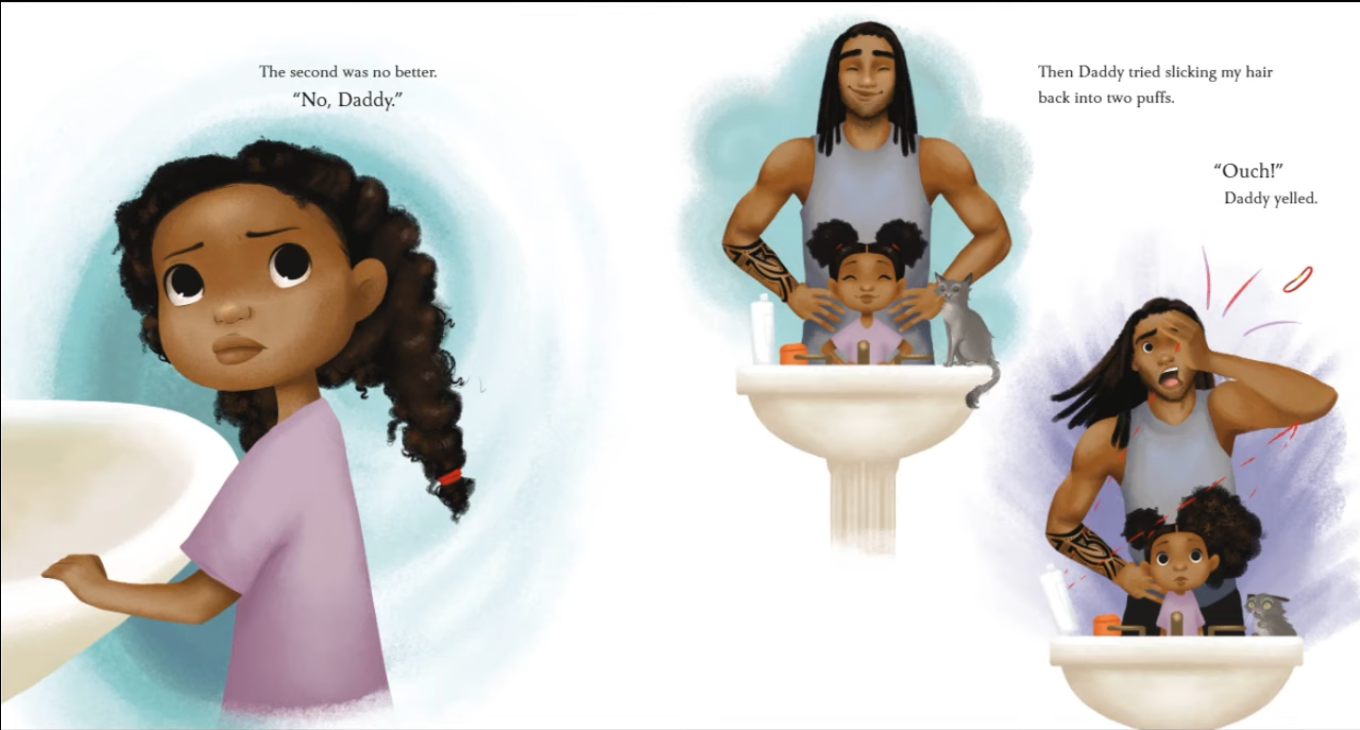 The second was no better.
“No, Daddy.”
Then Daddy tried slicking my hair
back into two puffs.
“Ouch!”
Daddy yelled.